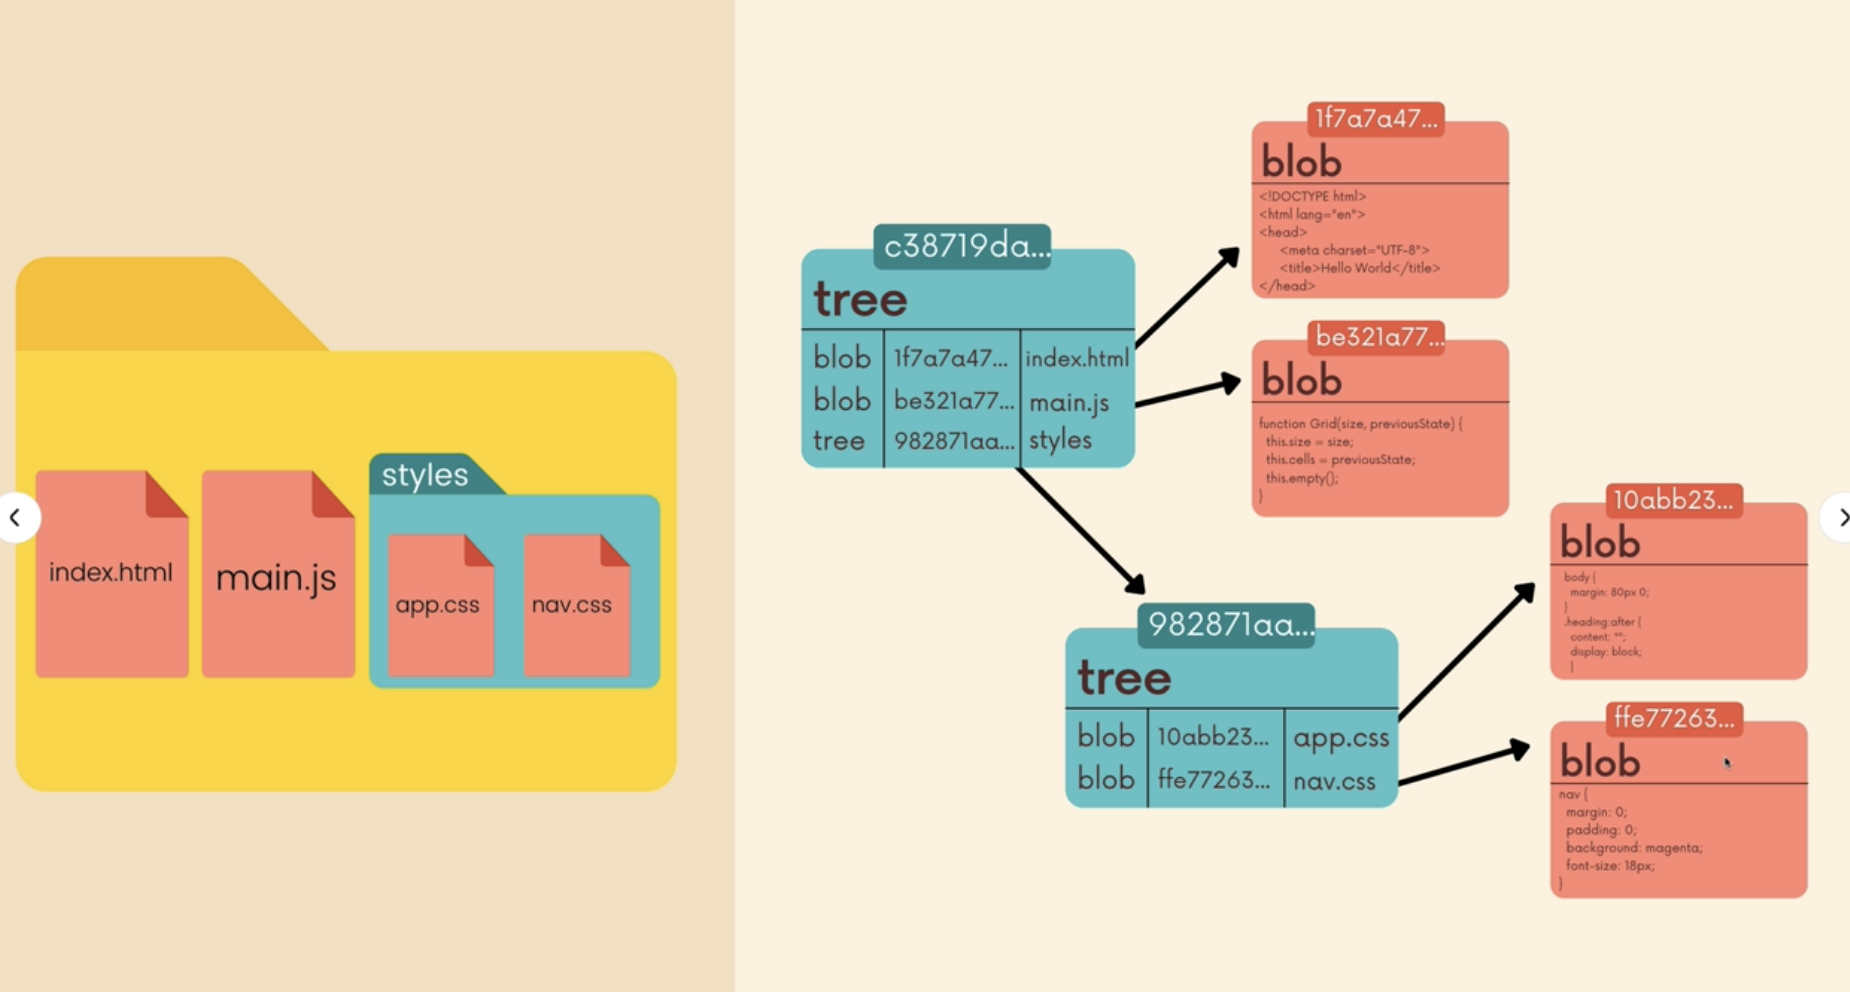 styles
index.html
main.js
app.css
nav.css
c38719da...
tree
blob 1f7a7a47... index.html
blob be321a77... main.js
tree 982871aa... styles
1f7a7a47...
blob
<!DOCTYPE html>
<html lang="en">
<head>
<meta charset="UTF-8">
<title>Hello World</title>
</head>
be321a77...
blob
function Grid(size, previousState) {
this.size = size;
this.cells = previousState;
this.empty();
}
982871aa...
tree
blob 10abb23... app.css
blob ffe77263... nav.css
10abb23...
blob
body {
margin: 80px 0;
}
.heading:after {
content: "";
display: block;
}
ffe77263...
blob
nav {
margin: 0;
padding: 0;
background: magenta;
font-size: 18px;
}